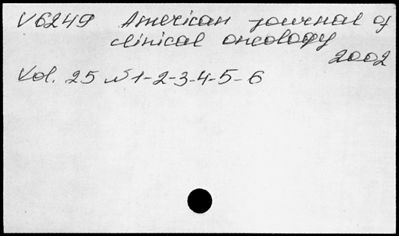 V6249 American journal of
clinical oncology
2002
Vol. 25 №1-2-3-4-5-6